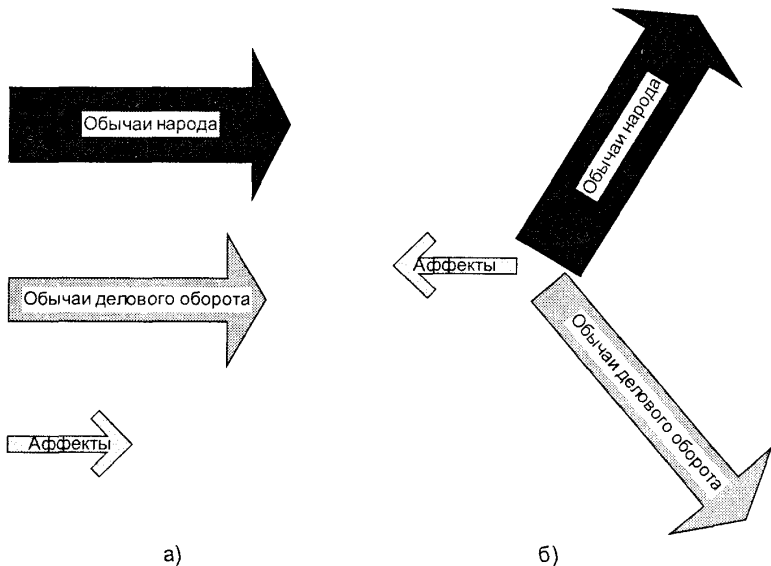 Обычаи народа
Обычаи делового оборота
Аффекты
а)
Обычаи народа
Аффекты
Обычаи делового оборота
б)